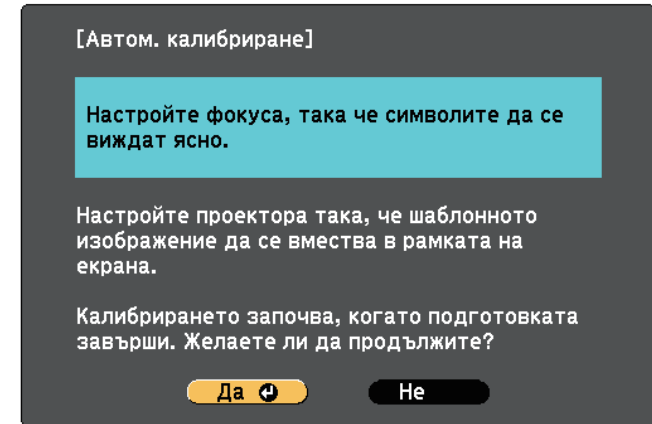 [Автом. калибриране]
Настройте фокуса, така че символите да се
виждат ясно.
Настройте проектора така, че шаблонното
изображение да се вмества в рамката на
екрана.
Калибрирането започва, когато подготовката
завърши. Желаете ли да продължите?
Да
Не